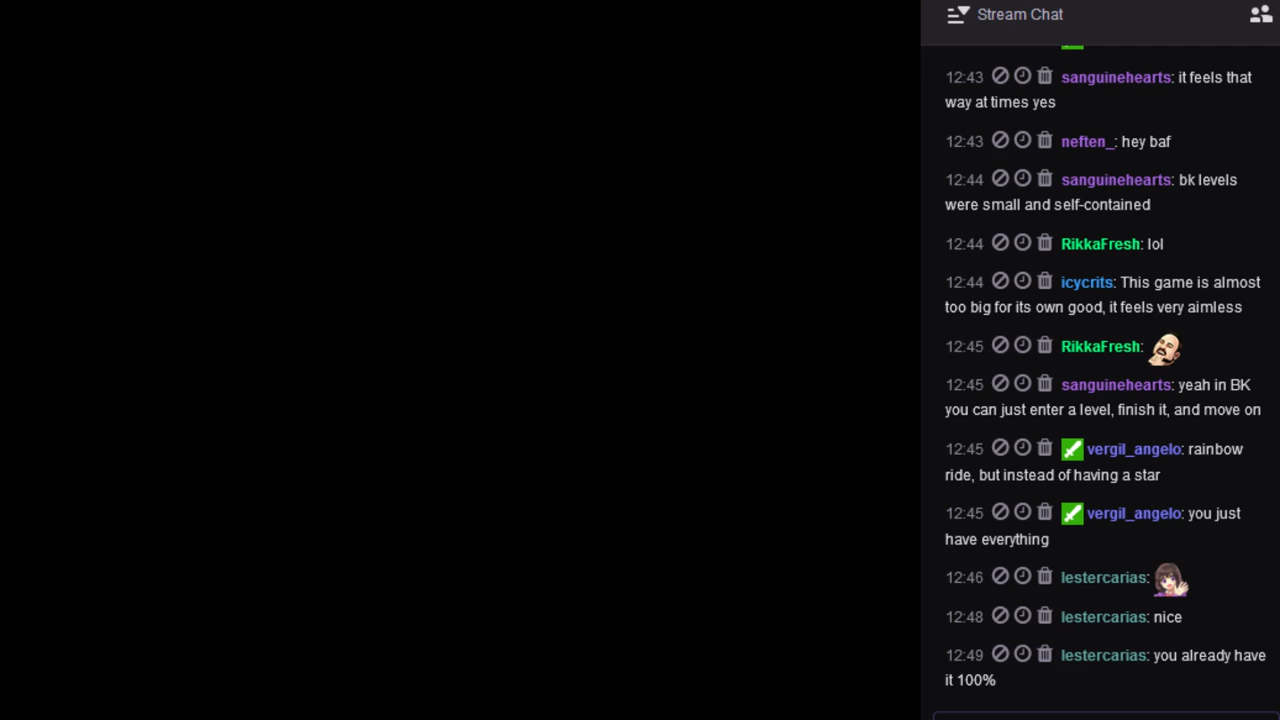 Stream Chat
12:43 sanguinehearts: it feels that
way at times yes
12:43 neften_: hey baf
12:44 sanguinehearts: bk levels
were small and self-contained
12:44 RikkaFresh: lol
12:44 icycrits: This game is almost
too big for its own good, it feels very aimless
12:45 RikkaFresh:
12:45 sanguinehearts: yeah in BK
you can just enter a level, finish it, and move on
12:45 vergil_angelo: rainbow
ride, but instead of having a star
12:45 vergil_angelo: you just
have everything
12:46 lestercarias:
12:48 lestercarias: nice
12:49 lestercarias: you already have
it 100%